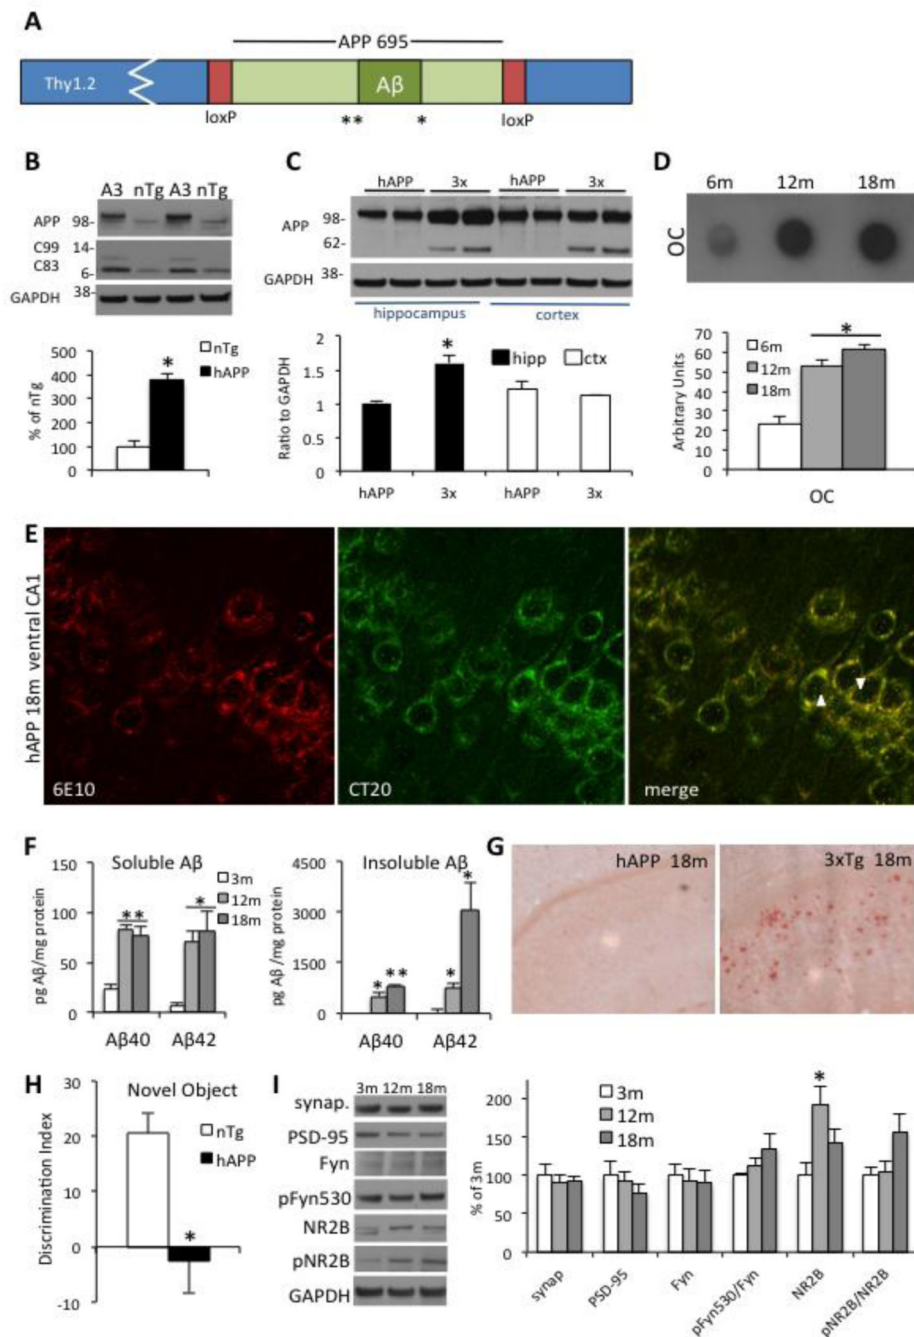 A
APP 695
Thy1.2
Aβ
loxP
**
*
loxP
B
A3 nTg A3 nTg
APP
98-
C99
14-
C83
6-
38-
GAPDH
500
400
300
200
100
0
% of nTg
nTg
hAPP
*
C
hAPP 3x hAPP 3x
APP
98-
62-
38-
GAPDH
hippocampus
cortex
2
1.5
1
0.5
0
Ratio to GAPDH
*
hipp
ctx
hAPP 3x hAPP 3x
D
6m 12m 18m
OC
70
60
50
40
30
20
10
0
Arbitrary Units
6m
12m
18m
*
OC
E
hAPP 18m ventral CA1
6E10
CT20
merge
F
Soluble Aβ
150
100
50
0
pg Aβ/mg protein
3m
12m
18m
**
*
Aβ40 Aβ42
Insoluble Aβ
4500
3000
1500
0
pg Aβ/mg protein
* ** * *
Aβ40 Aβ42
G
hAPP 18m
3xTg 18m
H
Novel Object
30
20
10
0
-10
Discrimination Index
nTg
hAPP
*
I
3m 12m 18m
synap.
PSD-95
Fyn
pFyn530
NR2B
pNR2B
GAPDH
200
150
100
50
0
% of 3m
3m
12m
18m
*
synap
PSD-95
Fyn
pFyn530/Fyn
NR2B
pNR2B/NR2B